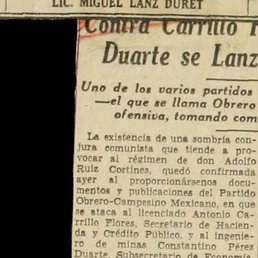 LIC. MIGUEL LANZ DURET
Contra Carrillo
Duarte se Lanz
Uno de los varios partidos
—el que se llama Obrero
ofensiva, tomando com
La existencia de una sombría con-
jura comunista que tiende a pro-
vocar al régimen de don Adolfo
Ruiz Cortines, quedó confirmada
ayer al proporcionársenos docu-
mentos y publicaciones del Partido
Obrero-Campesino Mexicano, en que
se ataca al licenciado Antonio Ca-
rrillo Flores, Secretario de Hacien-
da y Crédito Público, y al ingenie-
ro de minas Constantino Pérez
Duarte, Subsecretario de Economía